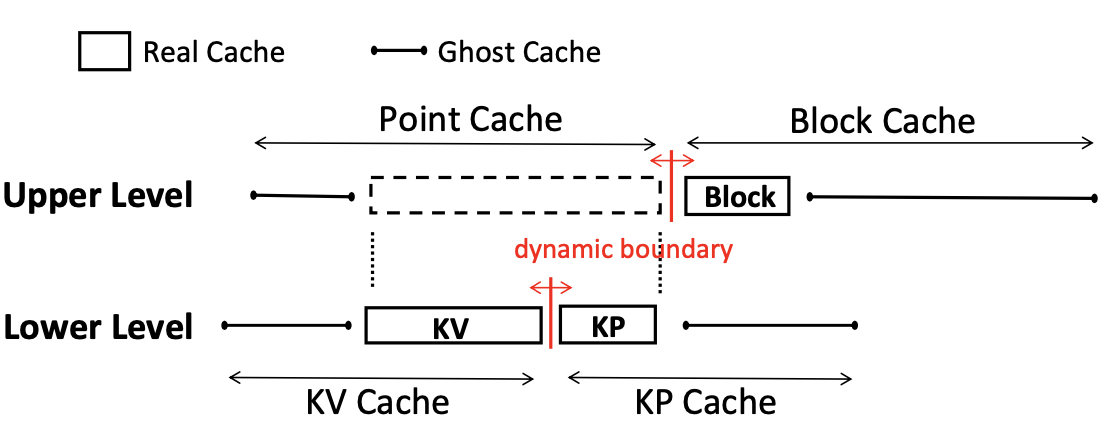 Real Cache
Ghost Cache
Point Cache
Block Cache
Upper Level
Block
dynamic boundary
Lower Level
KV
KP
KV Cache
KP Cache